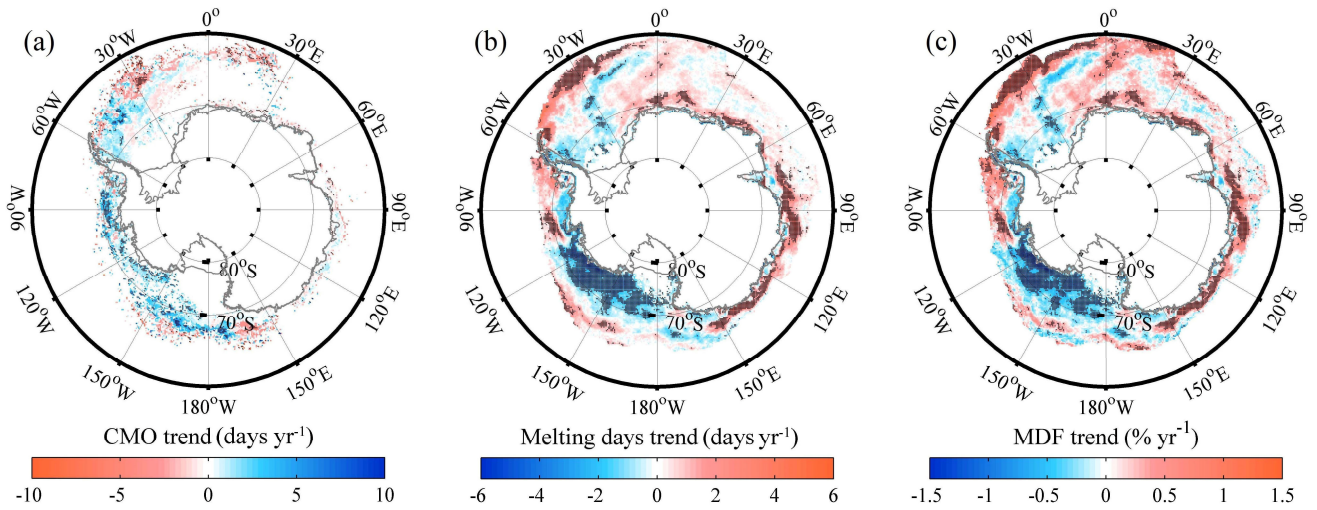 (a)
0°
30°W
30°E
60°W
60°E
90°W
90°E
120°W
120°E
150°W
150°E
180°W
80°S
70°S
CMO trend (days yr⁻¹)
-10 -5 0 5 10
(b)
0°
30°W
30°E
60°W
60°E
90°W
90°E
120°W
120°E
150°W
150°E
180°W
80°S
70°S
Melting days trend (days yr⁻¹)
-6 -4 -2 0 2 4 6
(c)
0°
30°W
30°E
60°W
60°E
90°W
90°E
120°W
120°E
150°W
150°E
180°W
80°S
70°S
MDF trend (% yr⁻¹)
-1.5 -1 -0.5 0 0.5 1 1.5